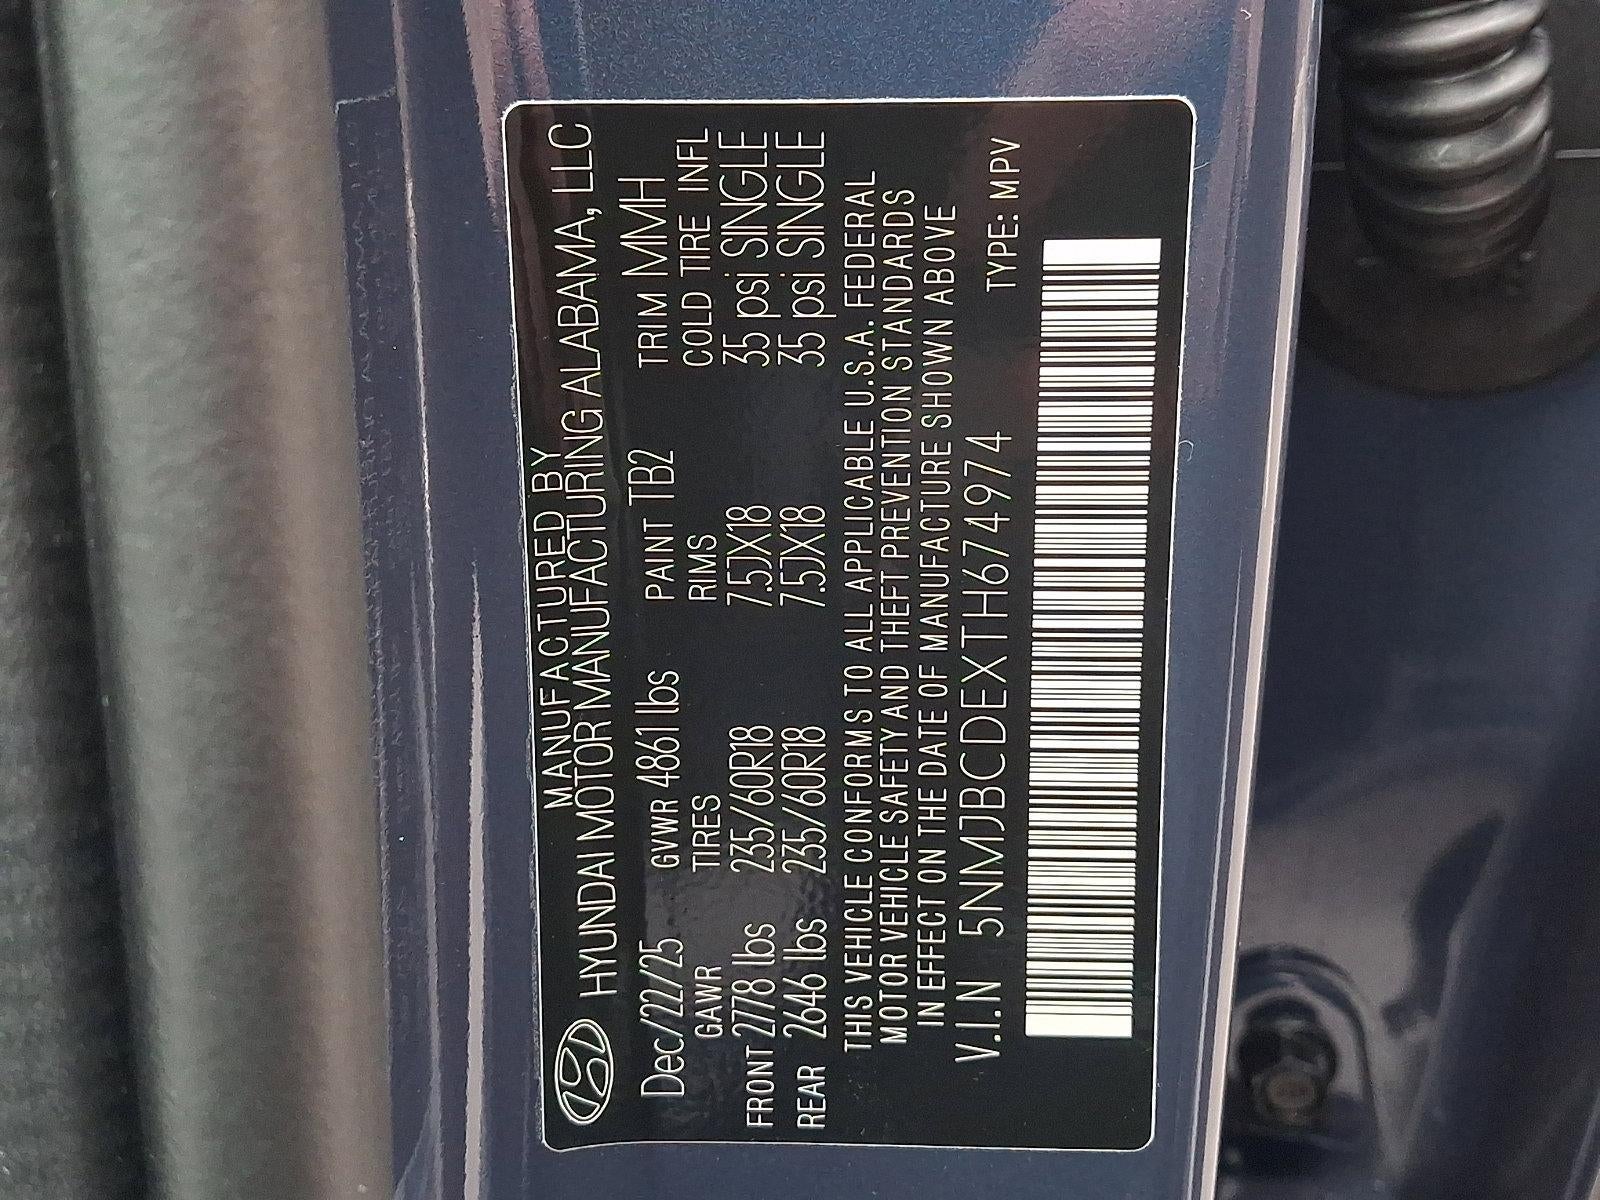 MANUFACTURED BY
HYUNDAI MOTOR MANUFACTURING ALABAMA, LLC
Dec/22/25 GVWR 4861 lbs PAINT TB2 TRIM MMH
GAWR TIRES RIMS COLD TIRE INFL
FRONT 2778 lbs 235/60R18 7.5JX18 35 psi SINGLE
REAR 2646 lbs 235/60R18 7.5JX18 35 psi SINGLE
THIS VEHICLE CONFORMS TO ALL APPLICABLE U.S.A. FEDERAL
MOTOR VEHICLE SAFETY AND THEFT PREVENTION STANDARDS
IN EFFECT ON THE DATE OF MANUFACTURE SHOWN ABOVE
V.I.N 5NMJBCDEXTH674974 TYPE: MPV